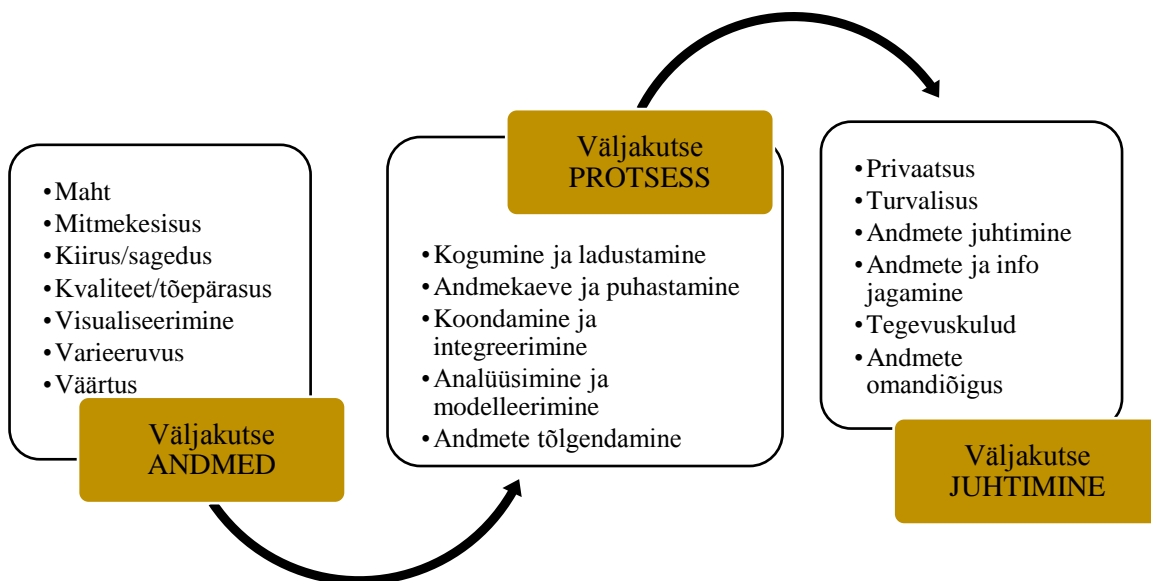 • Maht
• Mitmekesisus
• Kiirus/sagedus
• Kvaliteet/tõepärasus
• Visualiseerimine
• Varieeruvus
• Väärtus
Väljakutse
ANDMED
Väljakutse
PROTSESS
• Kogumine ja ladustamine
• Andmekaeve ja puhastamine
• Koondamine ja
integreerimine
• Analüüsimine ja
modelleerimine
• Andmete tõlgendamine
• Privaatsus
• Turvalisus
• Andmete juhtimine
• Andmete ja info
jagamine
• Tegevuskulud
• Andmete
omandiõigus
Väljakutse
JUHTIMINE